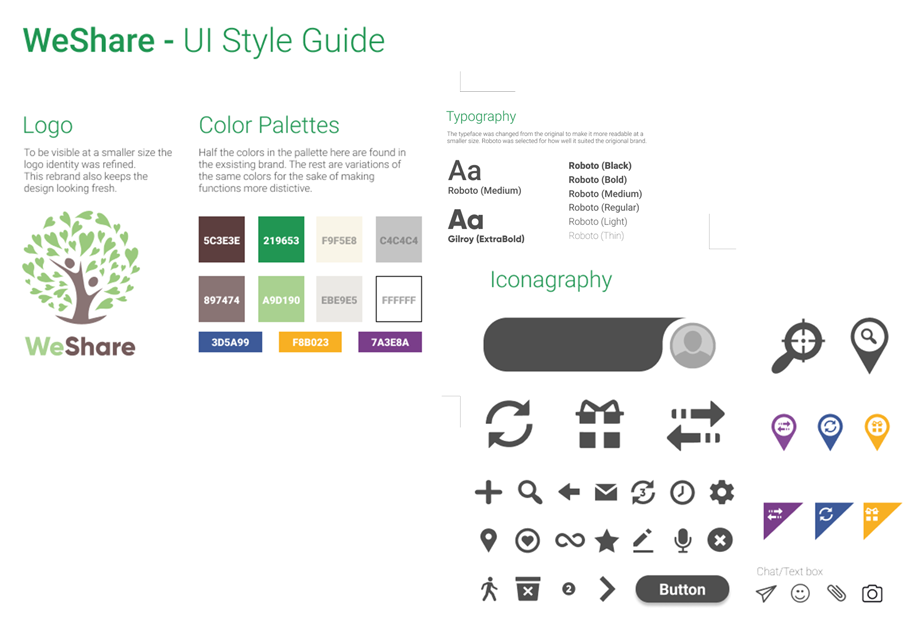 WeShare - UI Style Guide
Logo
To be visible at a smaller size the
logo identity was refined.
This rebrand also keeps the
design looking fresh.
WeShare
Color Palettes
Half the colors in the pallette here are found in
the exsisting brand. The rest are variations of
the same colors for the sake of making
functions more distictive.
5C3E3E
219653
F9F5E8
C4C4C4
897474
A9D190
EBE9E5
FFFFFF
3D5A99
F8B023
7A3E8A
Typography
The typeface was changed from the original to make it more readable at a
smaller size. Roboto was selected for how well it suited the origional brand.
Aa
Roboto (Medium)
Aa
Gilroy (ExtraBold)
Roboto (Black)
Roboto (Bold)
Roboto (Medium)
Roboto (Regular)
Roboto (Light)
Roboto (Thin)
Iconagraphy
3
2
Button
Chat/Text box